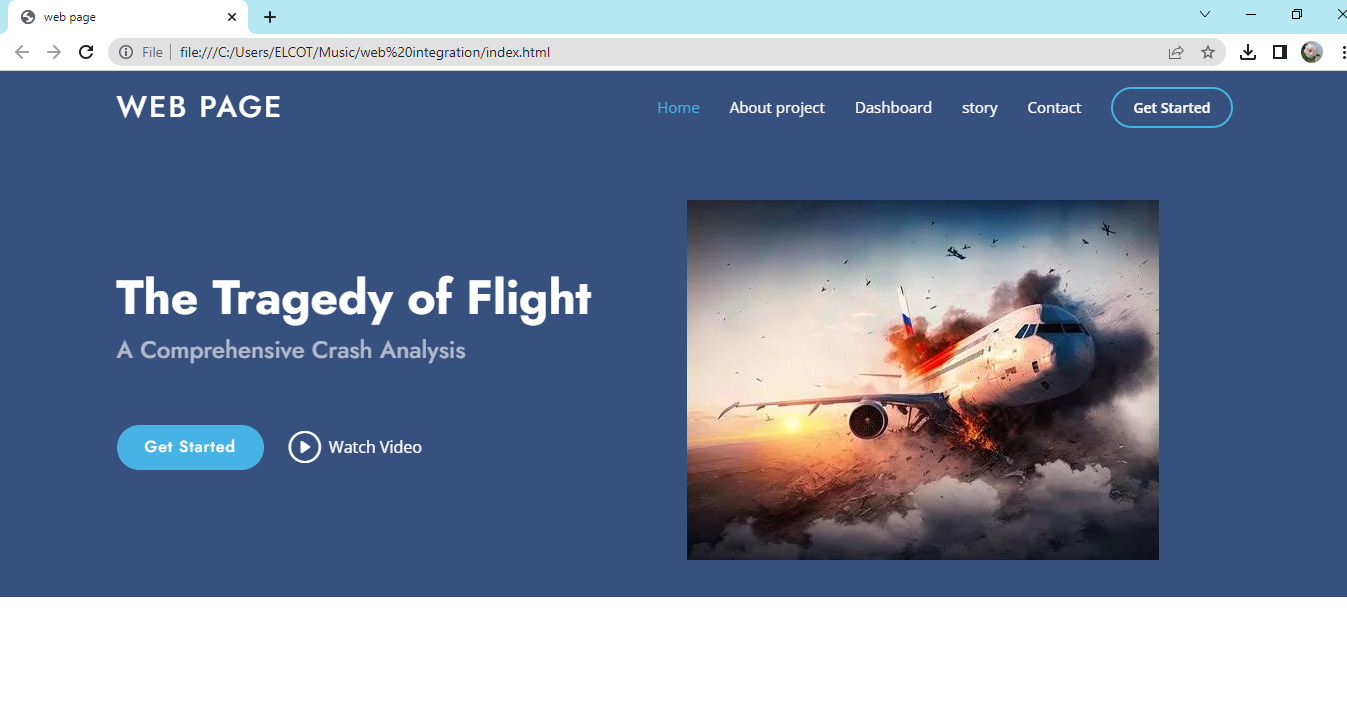 web page
File
file:///C:/Users/ELCOT/Music/web%20integration/index.html
WEB PAGE
Home About project Dashboard story Contact Get Started
The Tragedy of Flight
A Comprehensive Crash Analysis
Get Started Watch Video